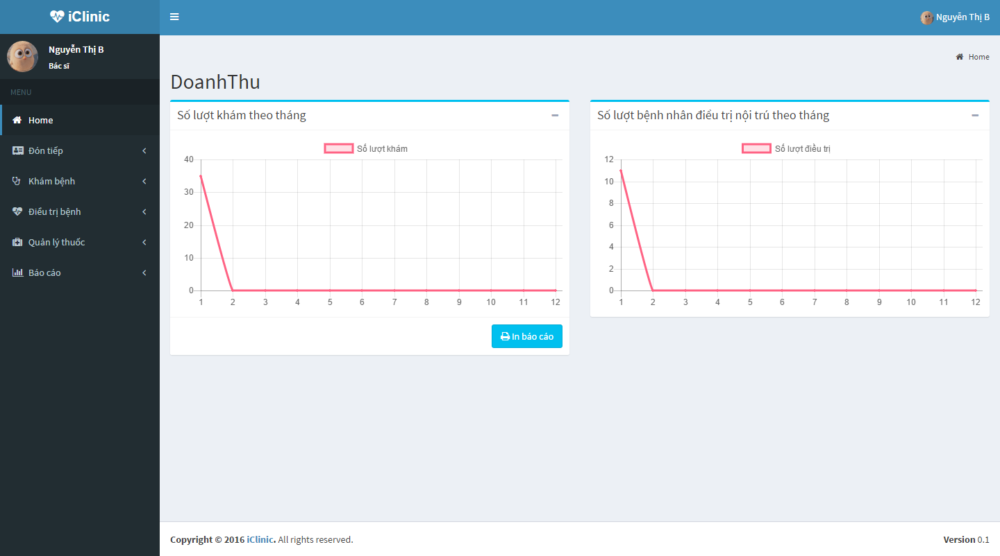 iClinic
Nguyễn Thị B
Nguyễn Thị B
Bác sĩ
MENU
Home
Đón tiếp
Khám bệnh
Điều trị bệnh
Quản lý thuốc
Báo cáo
Home
DoanhThu
Số lượt khám theo tháng
Số lượt khám
40
30
20
10
0
1 2 3 4 5 6 7 8 9 10 11 12
In báo cáo
Số lượt bệnh nhân điều trị nội trú theo tháng
Số lượt điều trị
12
10
8
6
4
2
0
1 2 3 4 5 6 7 8 9 10 11 12
Copyright © 2016 iClinic. All rights reserved.
Version 0.1